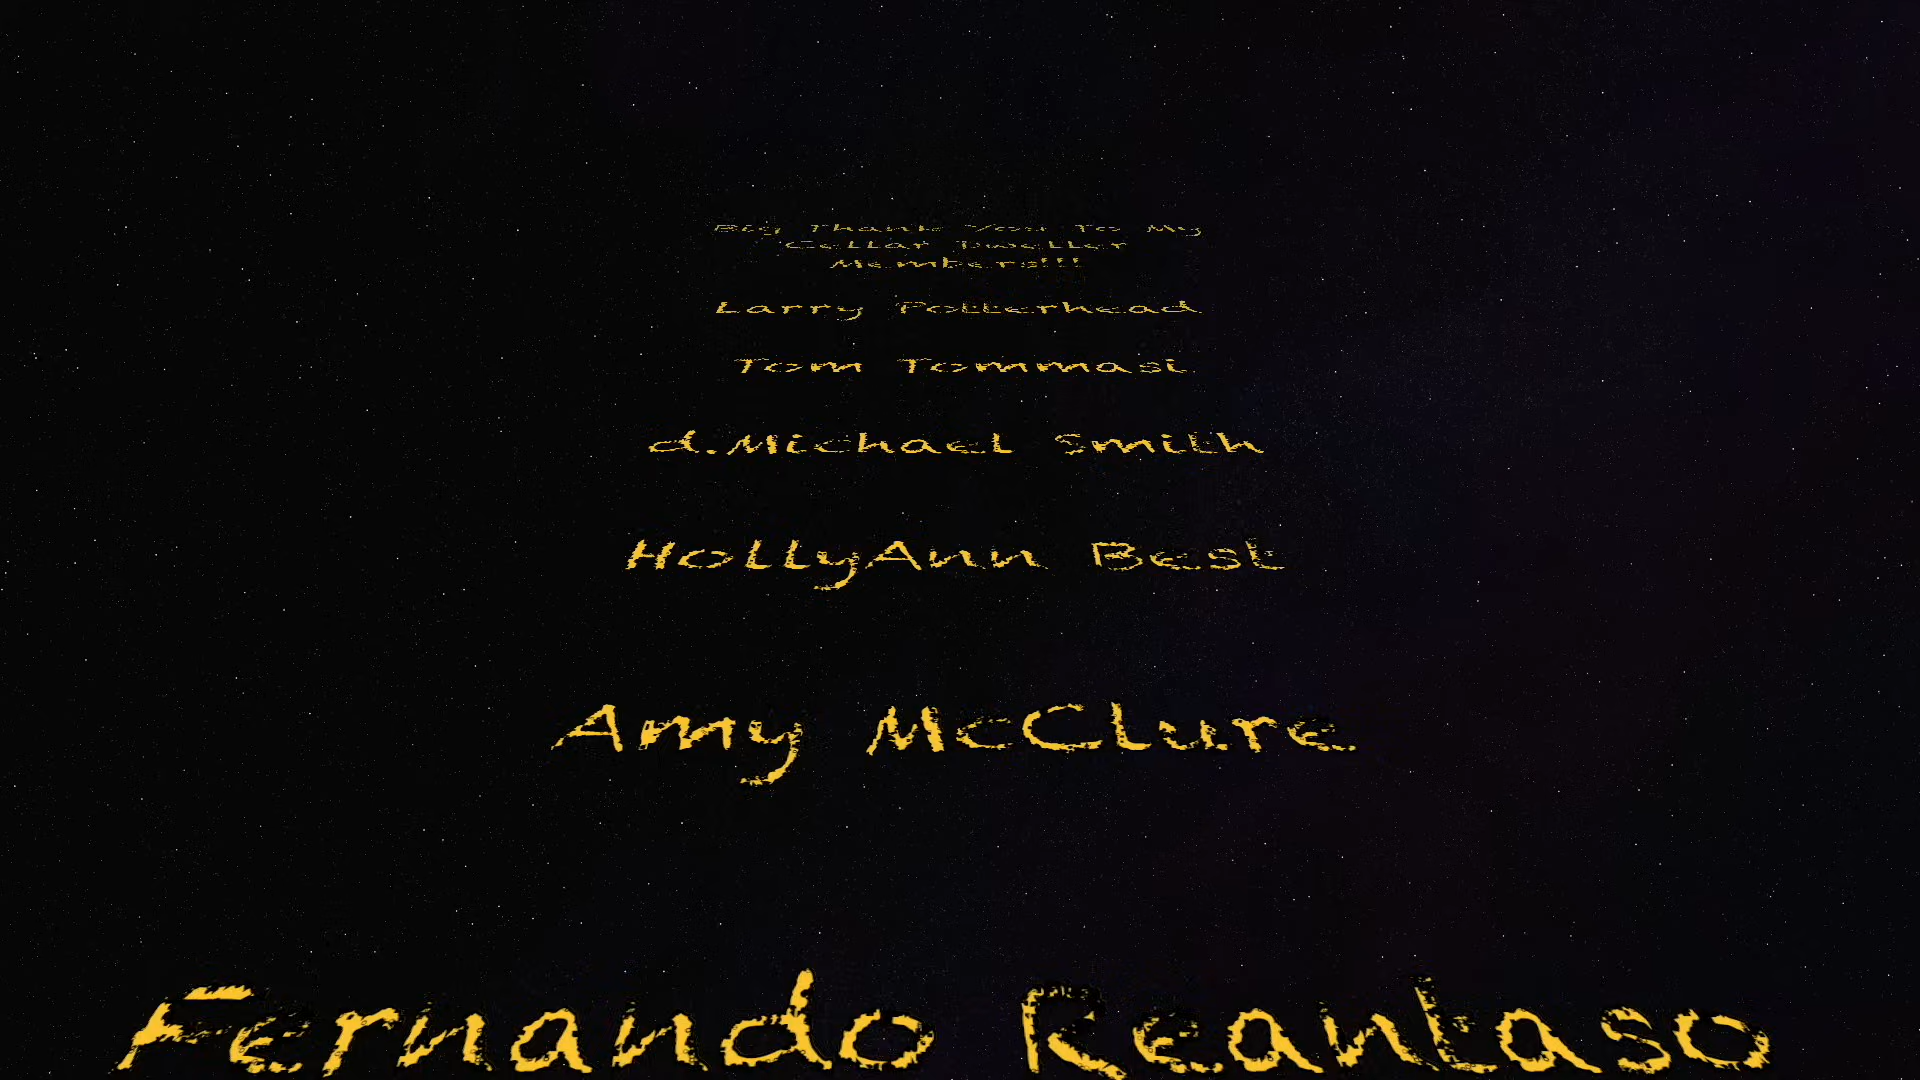 Big Thank You To My
Cellar Dweller
Members!!!
Larry Potterhead
Tom Tommasi
d.Michael Smith
HollyAnn Best
Amy McClure
Fernando Reantaso